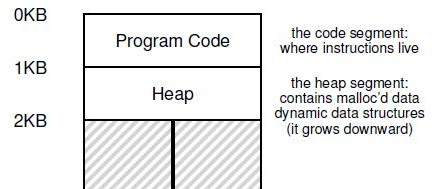 0KB
Program Code
the code segment:
where instructions live
1KB
Heap
the heap segment:
contains malloc'd data
dynamic data structures
(it grows downward)
2KB